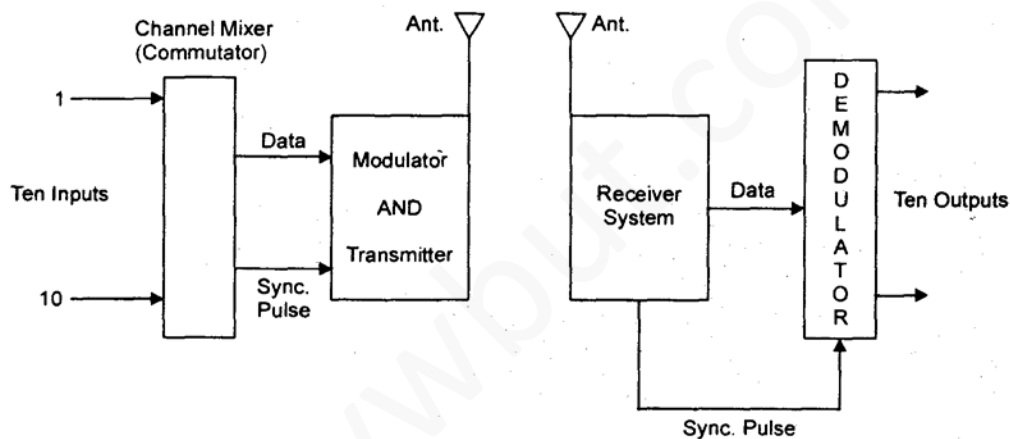 Channel Mixer
(Commutator)
1
Ten Inputs
10
Data
Sync.
Pulse
Ant.
Modulator
AND
Transmitter
Ant.
Receiver
System
Data
Sync. Pulse
DEMODULATOR
Ten Outputs